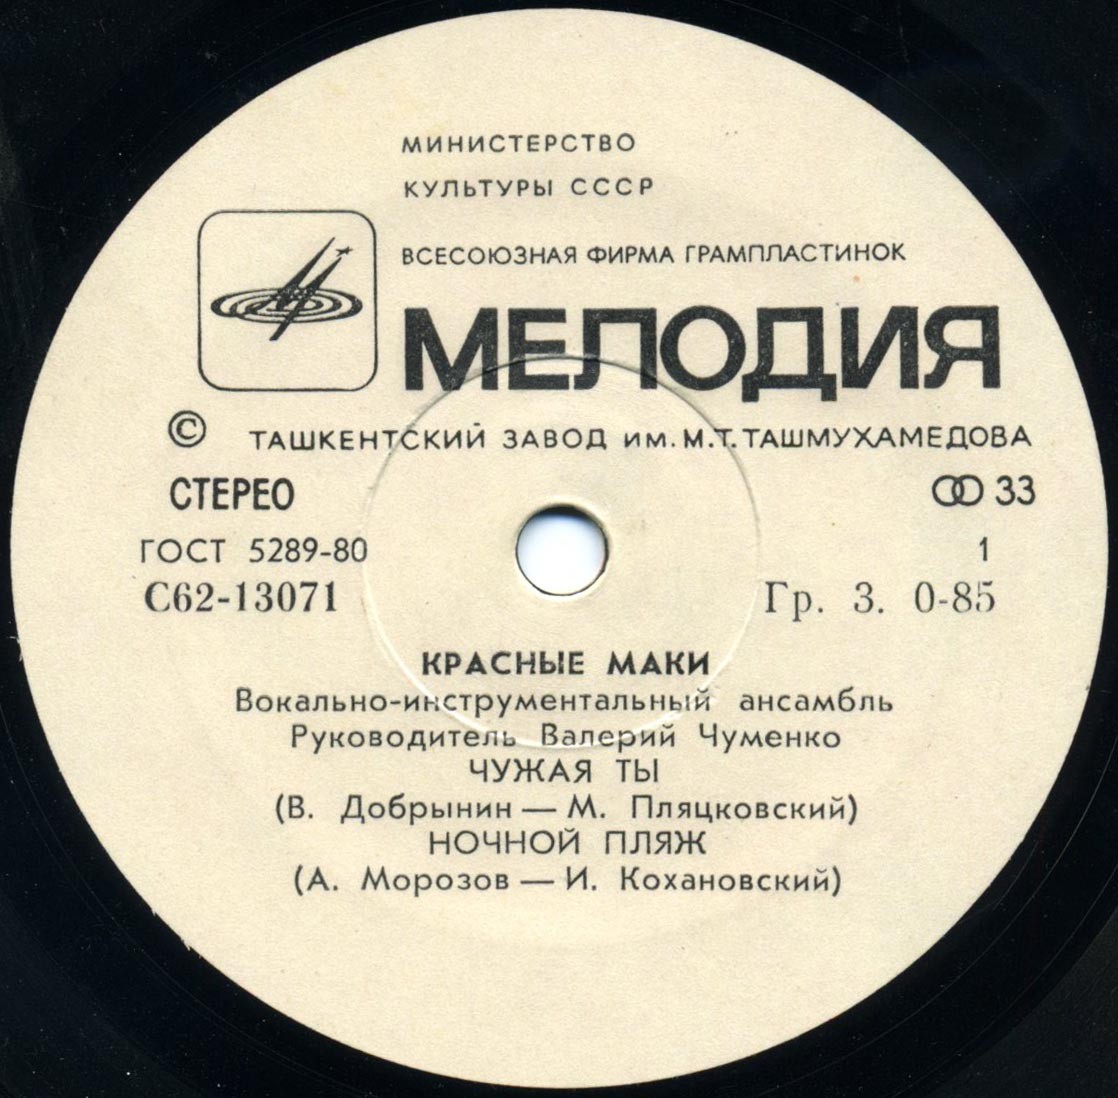 МИНИСТЕРСТВО
КУЛЬТУРЫ СССР
ВСЕСОЮЗНАЯ ФИРМА ГРАМПЛАСТИНОК
МЕЛОДИЯ
© ТАШКЕНТСКИЙ ЗАВОД им. М.Т.ТАШМУХАМЕДОВА
СТЕРЕО 33
ГОСТ 5289-80 1
С62-13071 Гр. 3. 0-85
КРАСНЫЕ МАКИ
Вокально-инструментальный ансамбль
Руководитель Валерий Чуменко
ЧУЖАЯ ТЫ
(В. Добрынин — М. Пляцковский)
НОЧНОЙ ПЛЯЖ
(А. Морозов — И. Кохановский)